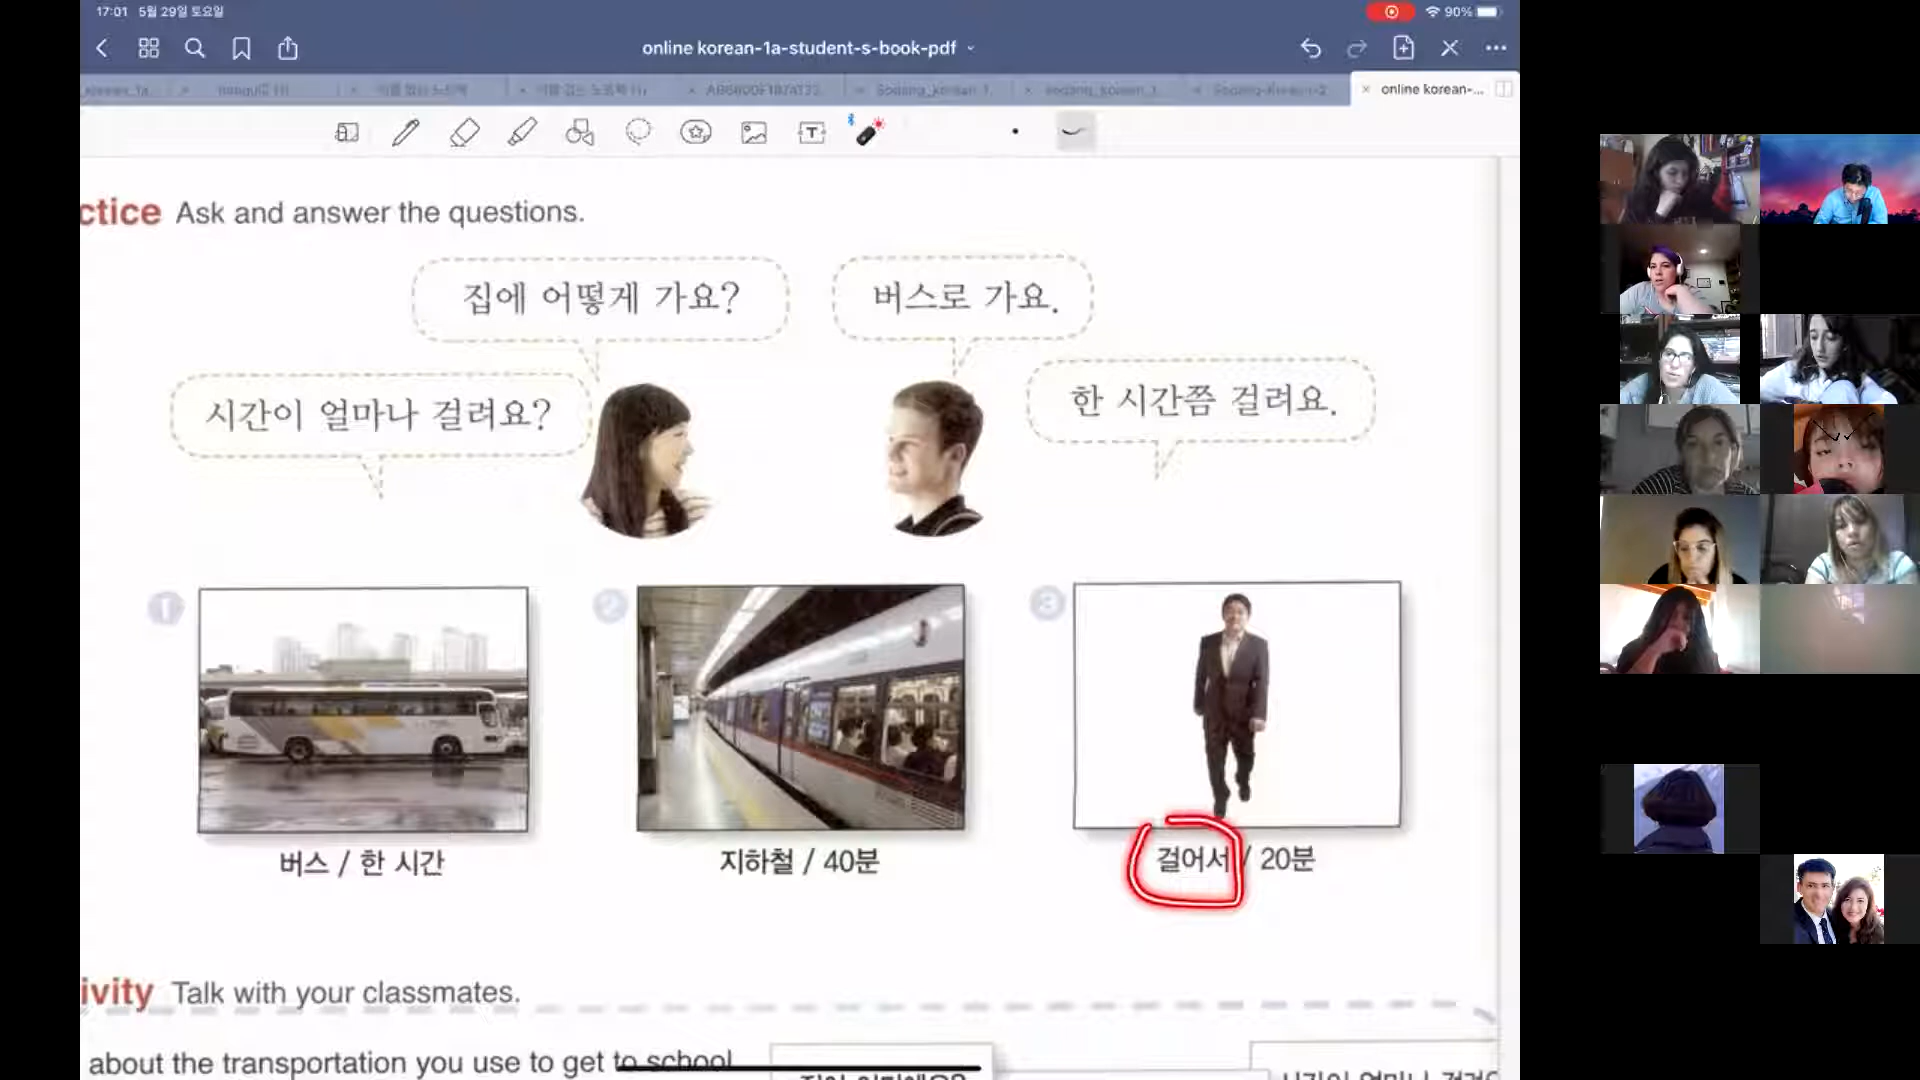 17:01 5월 29일 토요일
90%
online korean-1a-student-s-book-pdf
online korean-...
ctice Ask and answer the questions.
집에 어떻게 가요?
버스로 가요.
시간이 얼마나 걸려요?
한 시간쯤 걸려요.
1
2
3
버스 / 한 시간
지하철 / 40분
걸어서 / 20분
ivity Talk with your classmates.
about the transportation you use to get to school